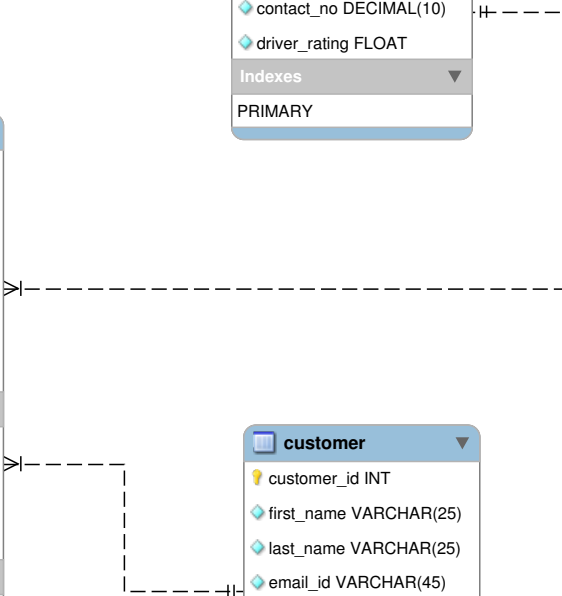 contact_no DECIMAL(10)
driver_rating FLOAT
Indexes
PRIMARY
customer
customer_id INT
first_name VARCHAR(25)
last_name VARCHAR(25)
email_id VARCHAR(45)